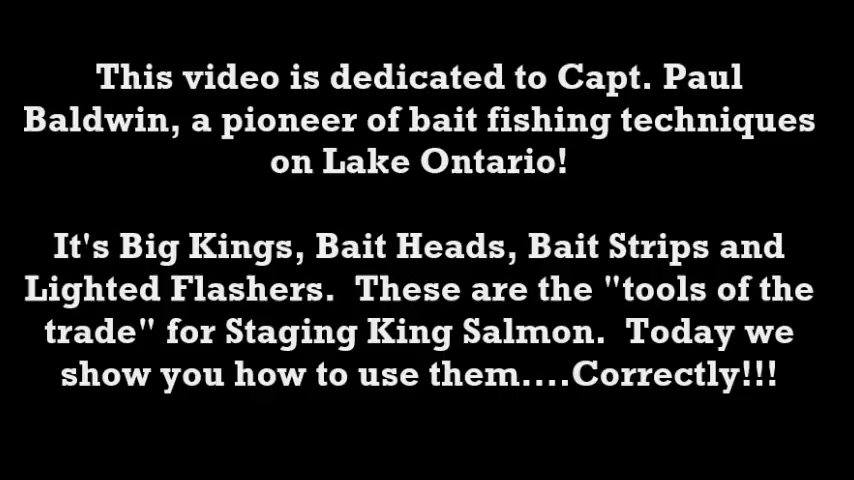 This video is dedicated to Capt. Paul
Baldwin, a pioneer of bait fishing techniques
on Lake Ontario!
It's Big Kings, Bait Heads, Bait Strips and
Lighted Flashers.  These are the "tools of the
trade" for Staging King Salmon.  Today we
show you how to use them....Correctly!!!